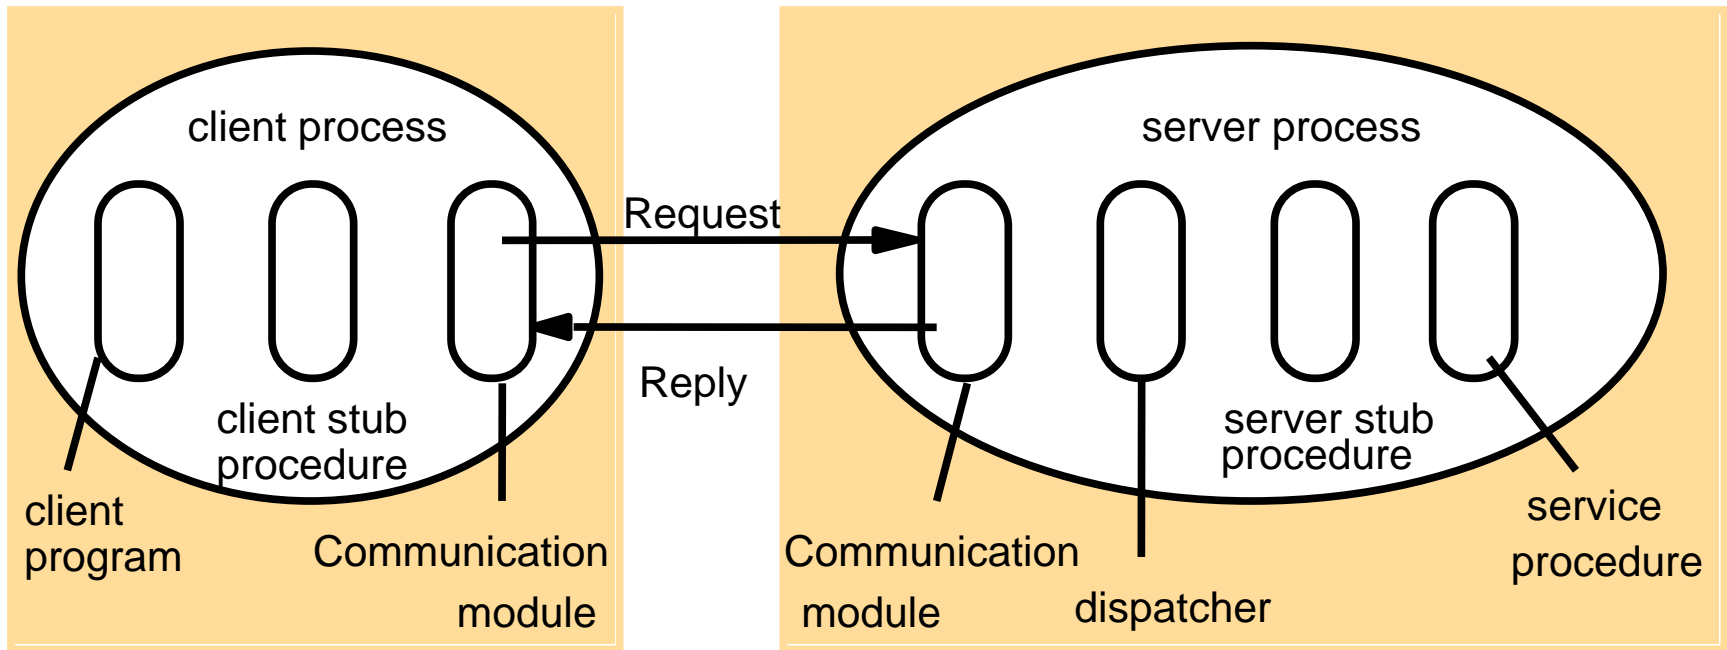 client process
server process
Request
Reply
client stub
procedure
server stub
procedure
client
program
Communication
module
Communication
module
dispatcher
service
procedure